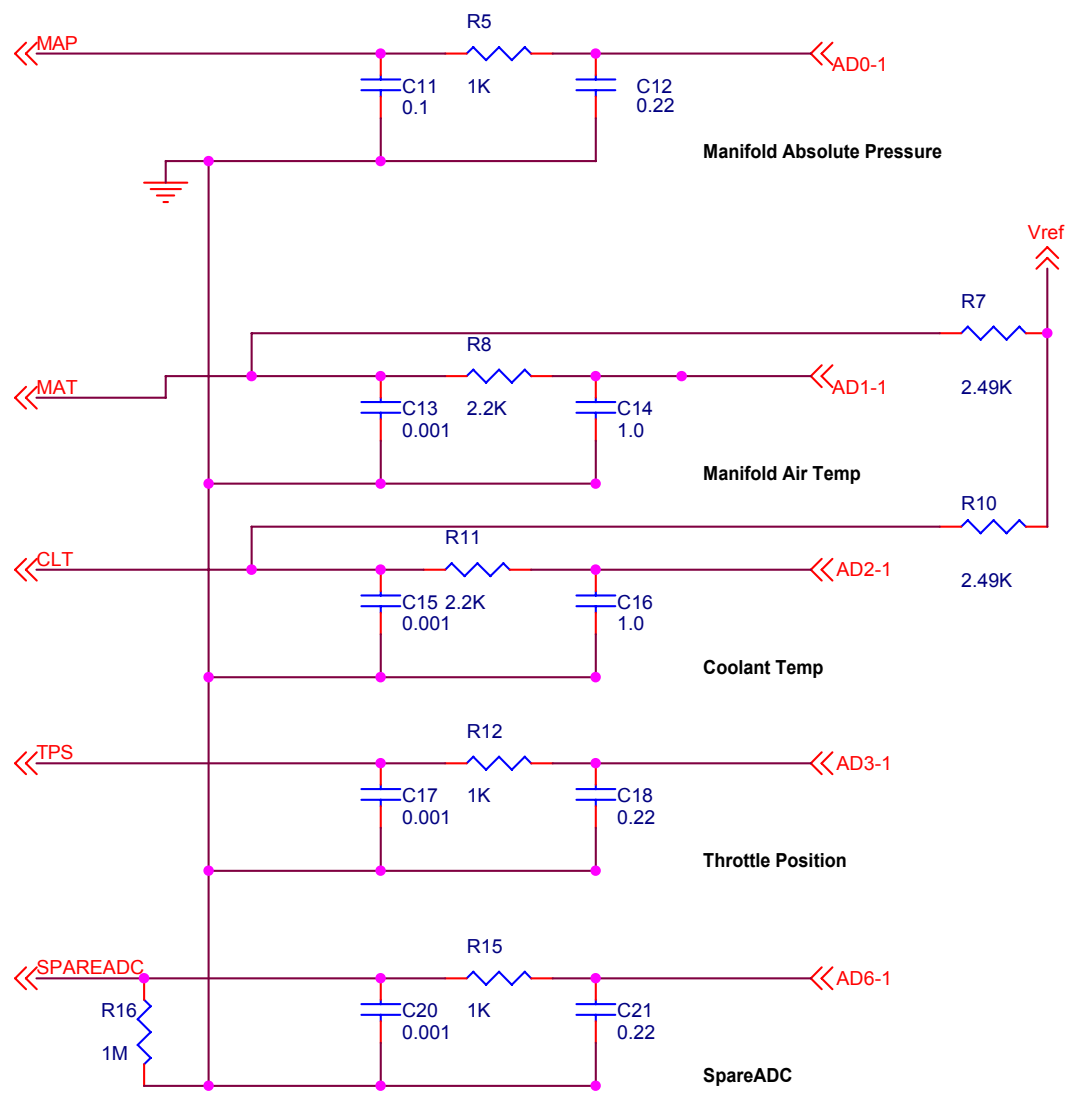 R5
MAP
AD0-1
C11
1K
C12
0.1
0.22
Manifold Absolute Pressure
Vref
R7
R8
MAT
AD1-1
2.49K
C13
2.2K
C14
0.001
1.0
Manifold Air Temp
R10
R11
CLT
AD2-1
2.49K
C15
2.2K
C16
0.001
1.0
Coolant Temp
R12
TPS
AD3-1
C17
1K
C18
0.001
0.22
Throttle Position
R15
SPAREADC
AD6-1
R16
C20
1K
C21
0.001
0.22
1M
SpareADC